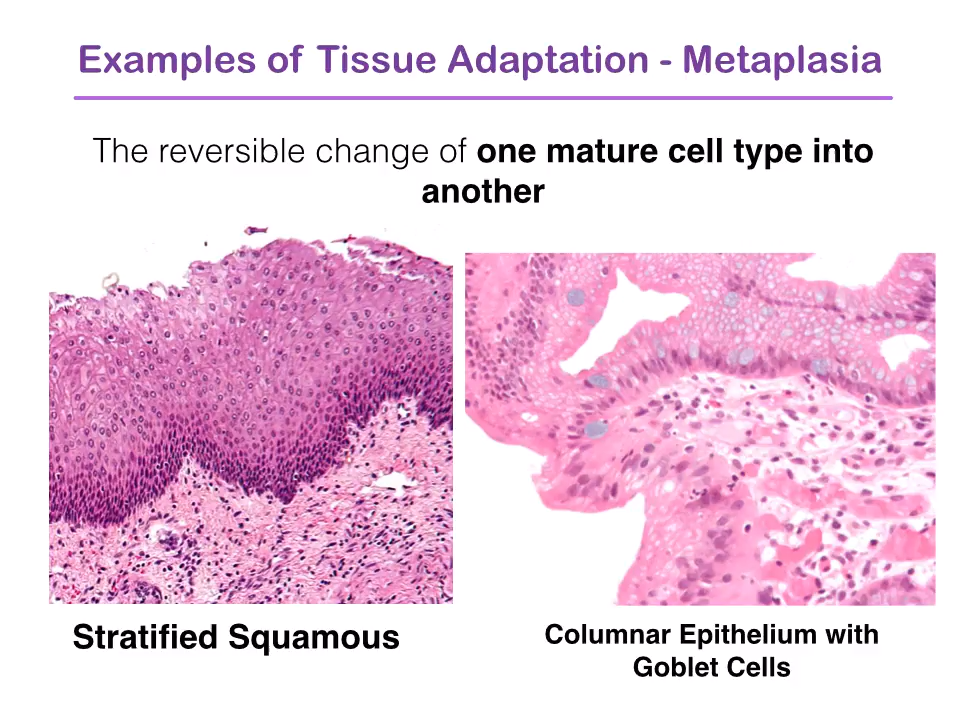 Examples of Tissue Adaptation - Metaplasia
The reversible change of one mature cell type into
another
Stratified Squamous
Columnar Epithelium with
Goblet Cells